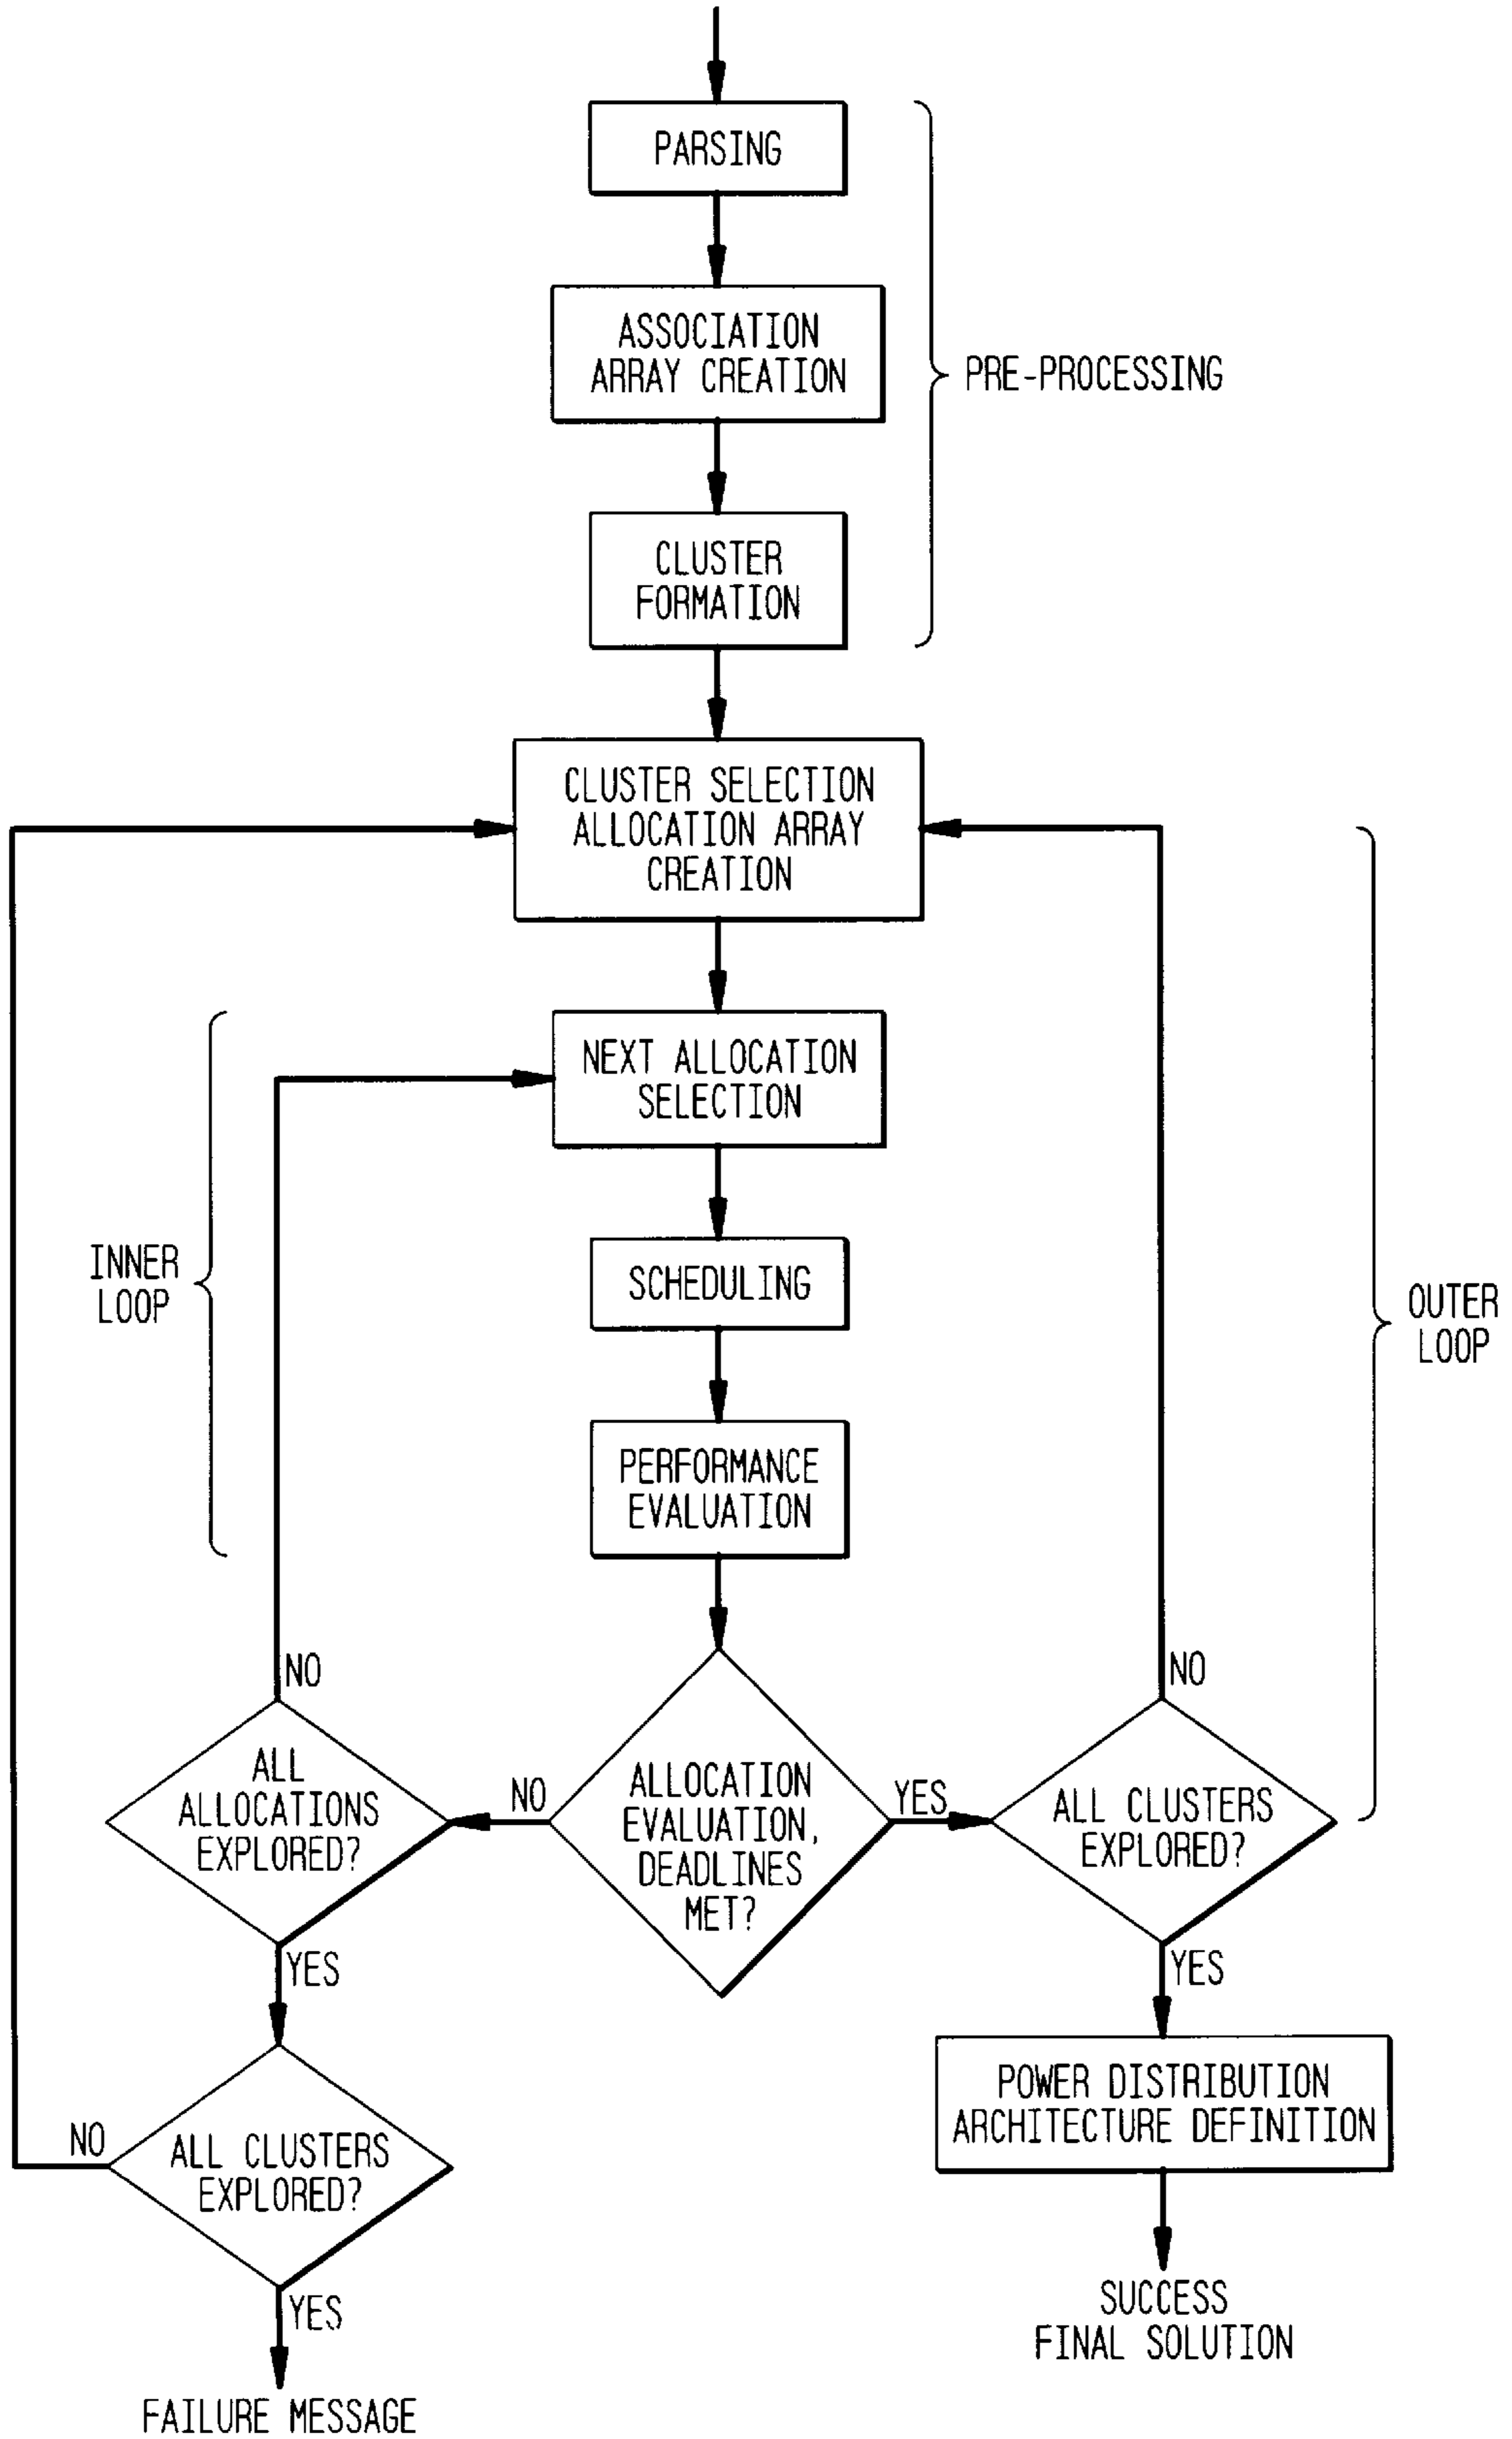 PARSING
ASSOCIATION
ARRAY CREATION
PRE-PROCESSING
CLUSTER
FORMATION
CLUSTER SELECTION
ALLOCATION ARRAY
CREATION
NEXT ALLOCATION
SELECTION
INNER
LOOP
SCHEDULING
OUTER
LOOP
PERFORMANCE
EVALUATION
NO
NO
ALL
ALLOCATIONS
EXPLORED?
NO
ALLOCATION
EVALUATION,
DEADLINES
MET?
YES
ALL CLUSTERS
EXPLORED?
YES
YES
NO
ALL CLUSTERS
EXPLORED?
POWER DISTRIBUTION
ARCHITECTURE DEFINITION
YES
SUCCESS
FINAL SOLUTION
FAILURE MESSAGE